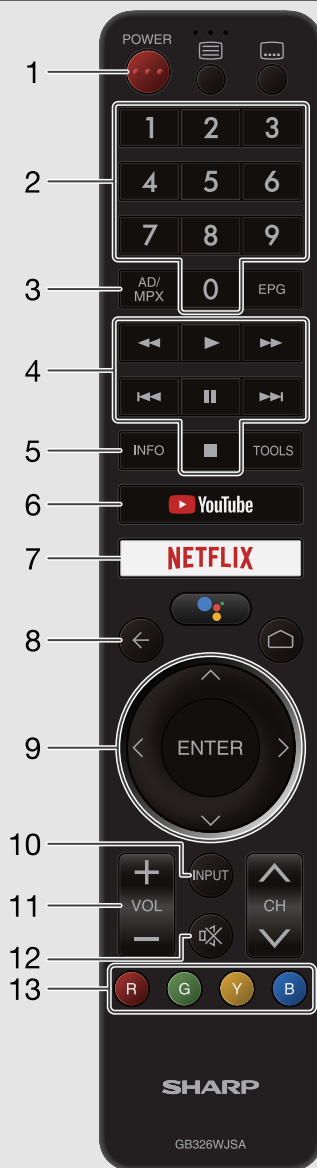 POWER
1
1 2 3
2
4 5 6
7 8 9
3
AD/
MPX
0
EPG
4
5
INFO
TOOLS
6
YouTube
7
NETFLIX
8
9
ENTER
10
INPUT
11
VOL
CH
12
13
R G Y B
SHARP
GB326WJSA